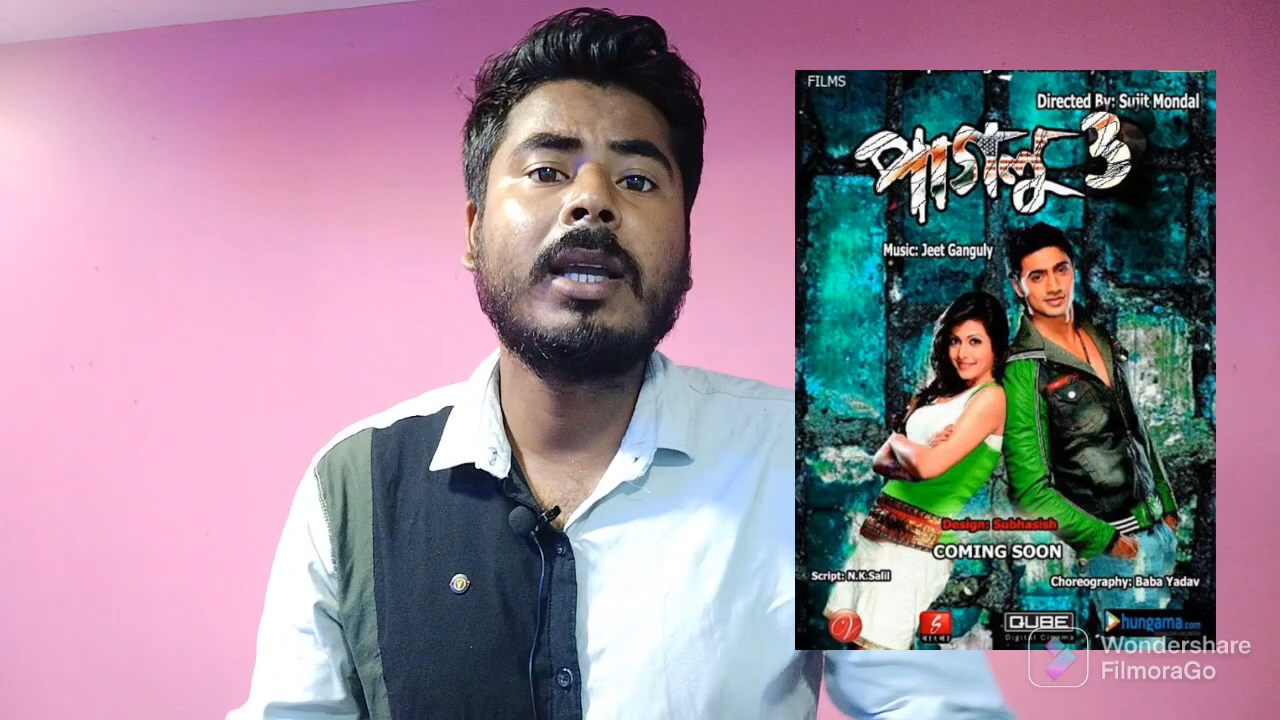 FILMS
Directed By: Sujit Mondal
পাগলু ৩
Music: Jeet Ganguly
Design: Subhasish
COMING SOON
Script: N.K.Salil
Choreography: Baba Yadav
বাংলা
QUBE
Digital Cinema
hungama.com
Wondershare
FilmoraGo